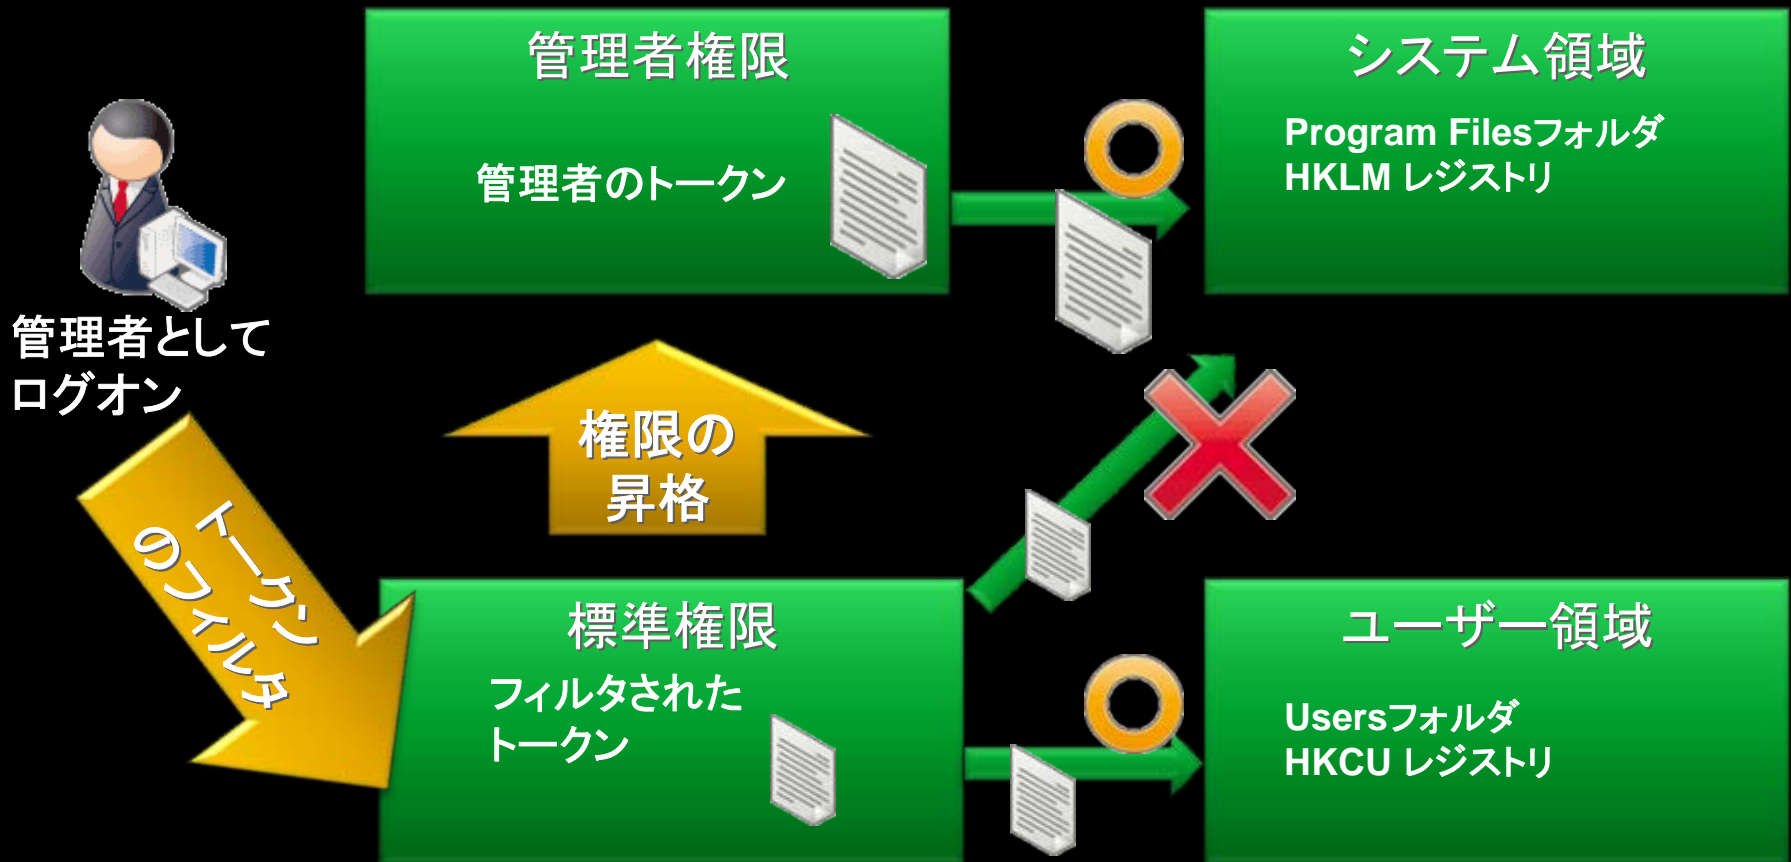 管理者権限
管理者のトークン
システム領域
Program Filesフォルダ
HKLM レジストリ
管理者として
ログオン
権限の
昇格
トークン
のフィルタ
標準権限
フィルタされた
トークン
ユーザー領域
Usersフォルダ
HKCU レジストリ